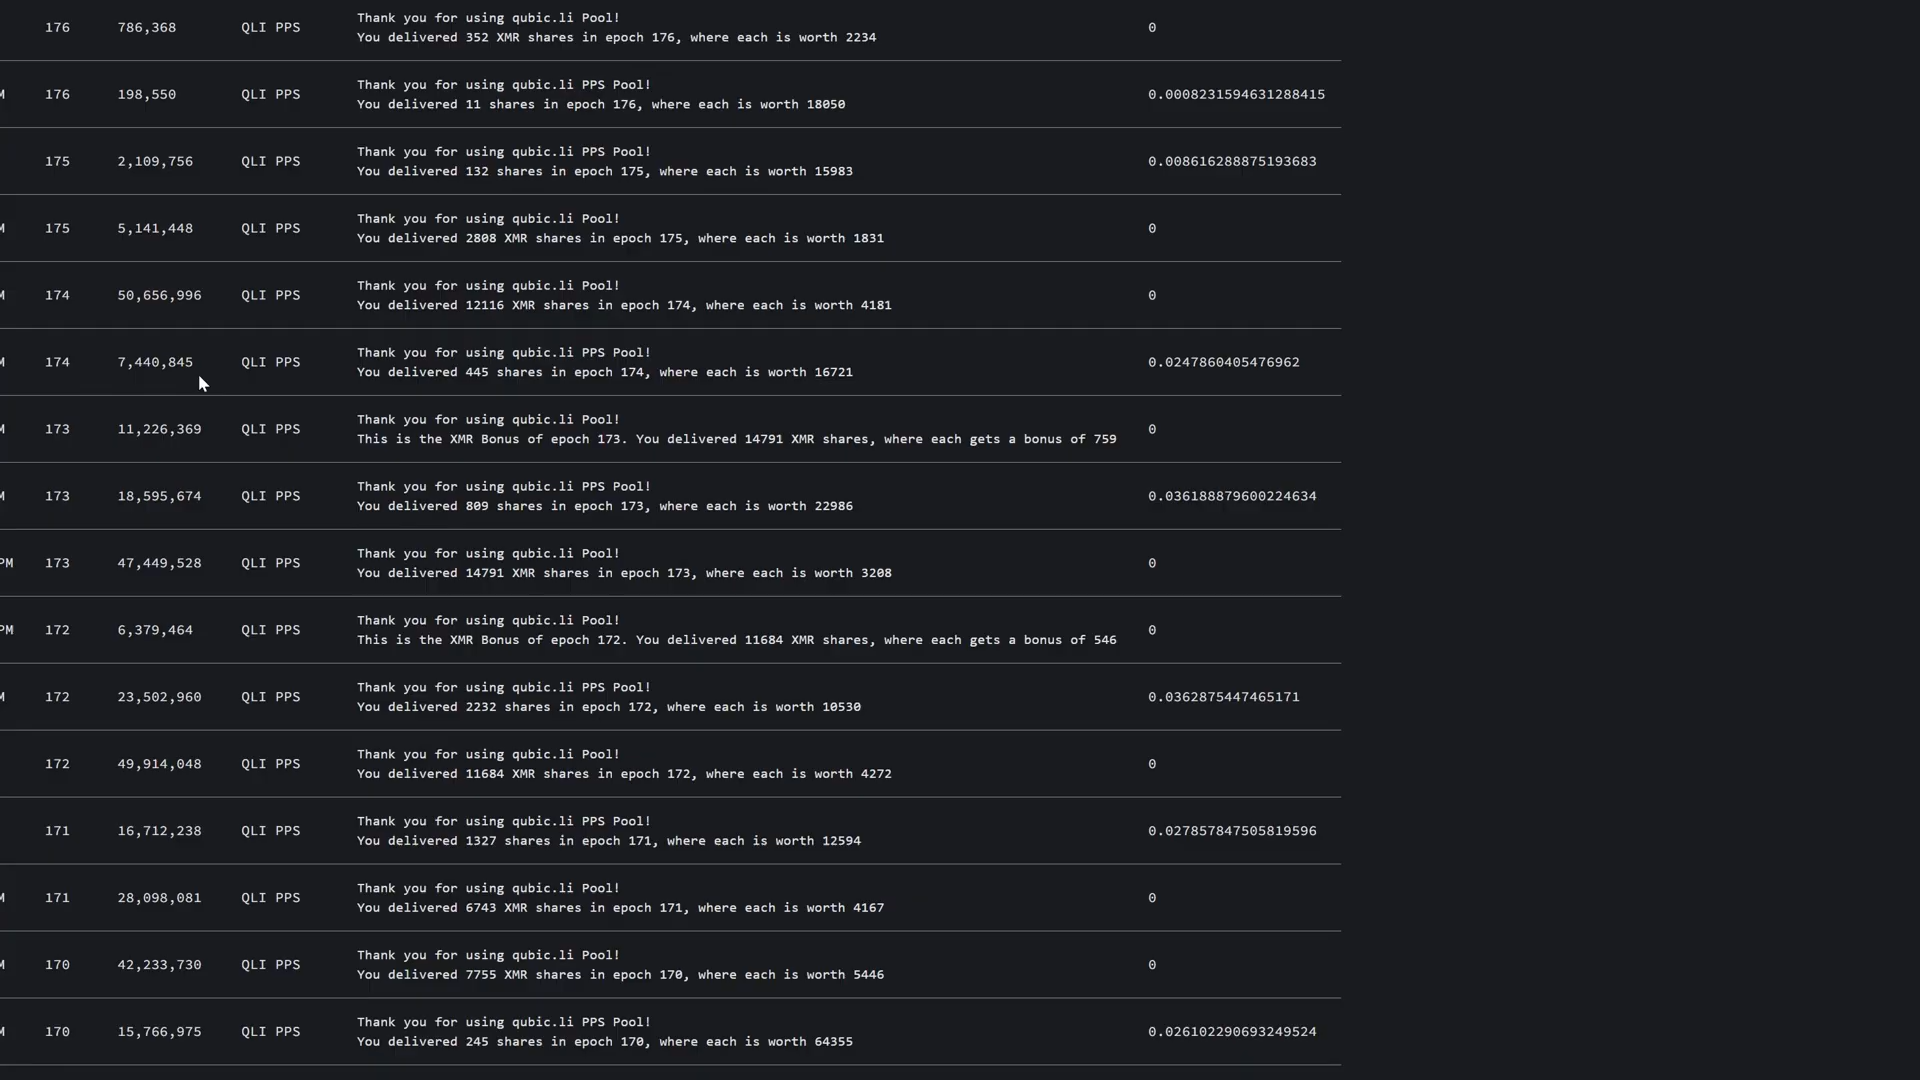 Thank you for using qubic.li Pool!
176 786,368 QLI PPS 0
You delivered 352 XMR shares in epoch 176, where each is worth 2234
Thank you for using qubic.li PPS Pool!
M 176 198,550 QLI PPS 0.0008231594631288415
You delivered 11 shares in epoch 176, where each is worth 18050
Thank you for using qubic.li PPS Pool!
175 2,109,756 QLI PPS 0.008616288875193683
You delivered 132 shares in epoch 175, where each is worth 15983
Thank you for using qubic.li Pool!
M 175 5,141,448 QLI PPS 0
You delivered 2808 XMR shares in epoch 175, where each is worth 1831
Thank you for using qubic.li Pool!
M 174 50,656,996 QLI PPS 0
You delivered 12116 XMR shares in epoch 174, where each is worth 4181
Thank you for using qubic.li PPS Pool!
M 174 7,440,845 QLI PPS 0.0247860405476962
You delivered 445 shares in epoch 174, where each is worth 16721
Thank you for using qubic.li Pool!
M 173 11,226,369 QLI PPS 0
This is the XMR Bonus of epoch 173. You delivered 14791 XMR shares, where each gets a bonus of 759
Thank you for using qubic.li PPS Pool!
M 173 18,595,674 QLI PPS 0.036188879600224634
You delivered 809 shares in epoch 173, where each is worth 22986
Thank you for using qubic.li Pool!
PM 173 47,449,528 QLI PPS 0
You delivered 14791 XMR shares in epoch 173, where each is worth 3208
Thank you for using qubic.li Pool!
PM 172 6,379,464 QLI PPS 0
This is the XMR Bonus of epoch 172. You delivered 11684 XMR shares, where each gets a bonus of 546
Thank you for using qubic.li PPS Pool!
M 172 23,502,960 QLI PPS 0.0362875447465171
You delivered 2232 shares in epoch 172, where each is worth 10530
Thank you for using qubic.li Pool!
172 49,914,048 QLI PPS 0
You delivered 11684 XMR shares in epoch 172, where each is worth 4272
Thank you for using qubic.li PPS Pool!
171 16,712,238 QLI PPS 0.027857847505819596
You delivered 1327 shares in epoch 171, where each is worth 12594
Thank you for using qubic.li Pool!
M 171 28,098,081 QLI PPS 0
You delivered 6743 XMR shares in epoch 171, where each is worth 4167
Thank you for using qubic.li Pool!
M 170 42,233,730 QLI PPS 0
You delivered 7755 XMR shares in epoch 170, where each is worth 5446
Thank you for using qubic.li PPS Pool!
M 170 15,766,975 QLI PPS 0.026102290693249524
You delivered 245 shares in epoch 170, where each is worth 64355